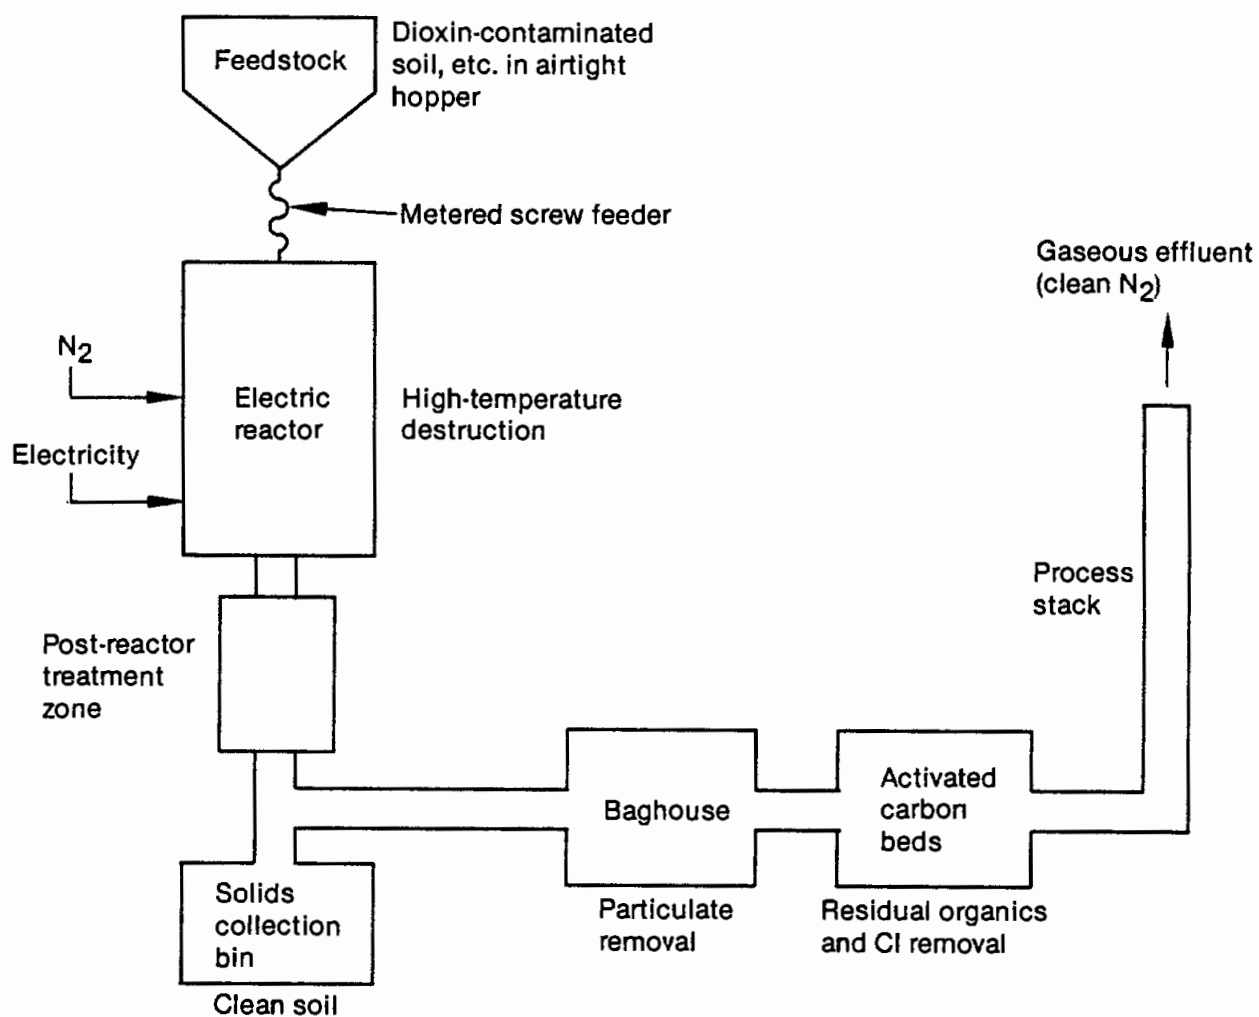 Feedstock
Dioxin-contaminated
soil, etc. in airtight
hopper
Metered screw feeder
Gaseous effluent
(clean N2)
N2
Electric
reactor
High-temperature
destruction
Electricity
Process
stack
Post-reactor
treatment
zone
Baghouse
Activated
carbon
beds
Solids
collection
bin
Particulate
removal
Residual organics
and Cl removal
Clean soil